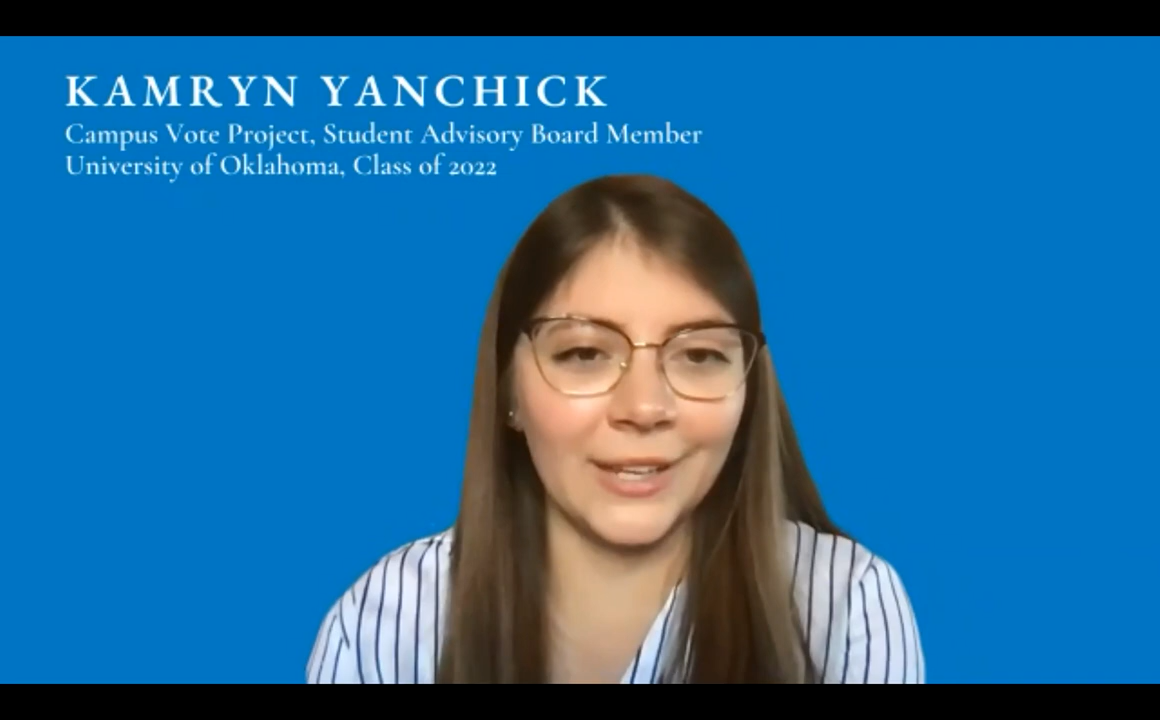 KAMRYN YANCHICK
Campus Vote Project, Student Advisory Board Member
University of Oklahoma, Class of 2022